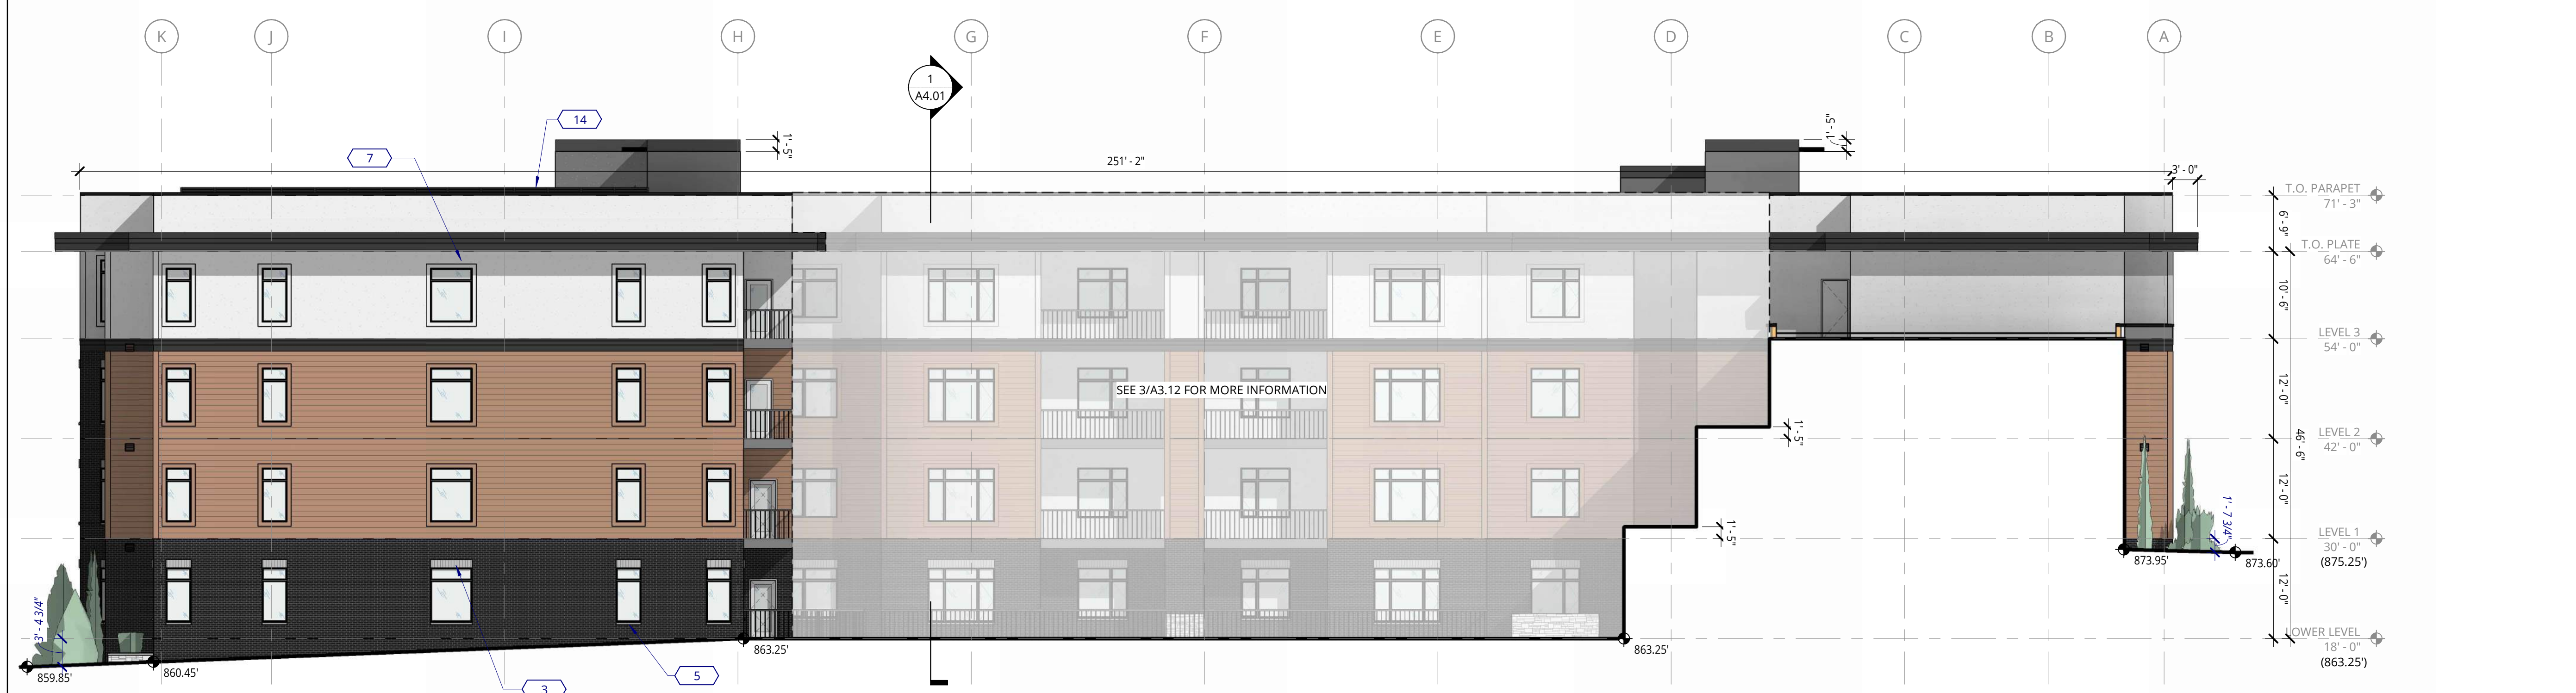 K J I H G F E D C B A
1
A4.01
14
7
1' - 5"
1' - 5"
251' - 2"
3' - 0"
T.O. PARAPET
71' - 3"
6' - 9"
T.O. PLATE
64' - 6"
10' - 6"
LEVEL 3
54' - 0"
12' - 0"
SEE 3/A3.12 FOR MORE INFORMATION
1' - 5"
LEVEL 2
42' - 0"
46' - 6"
12' - 0"
1' - 5"
1' - 7 3/4"
LEVEL 1
30' - 0"
(875.25')
873.95'
873.60'
12' - 0"
3' - 4 3/4"
LOWER LEVEL
18' - 0"
(863.25')
863.25'
863.25'
859.85'
860.45'
5
3